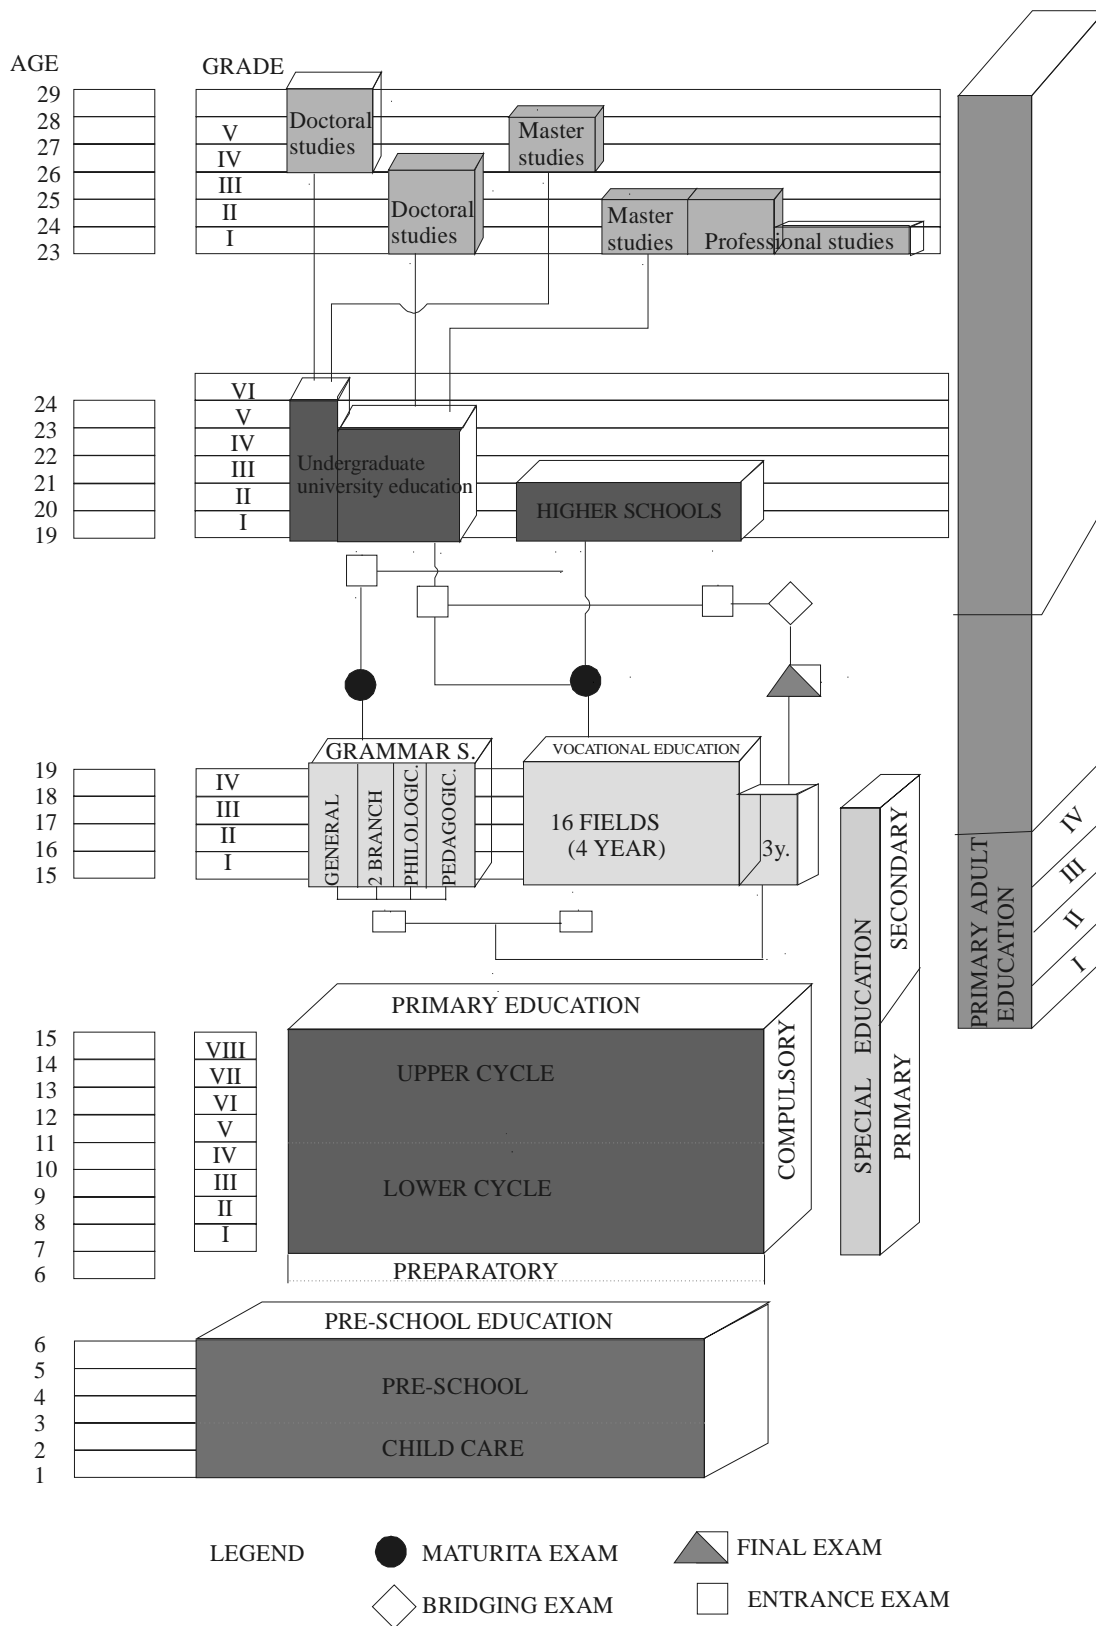 AGE
GRADE
29
28
27
26
25
24
23
V
IV
III
II
I
Doctoral
studies
Master
studies
Doctoral
studies
Master
studies
Professional studies
24
23
22
21
20
19
VI
V
IV
III
II
I
Undergraduate
university education
HIGHER SCHOOLS
GRAMMAR S.
VOCATIONAL EDUCATION
19
18
17
16
15
IV
III
II
I
GENERAL
2 BRANCH
PHILOLOGIC.
PEDAGOGIC.
16 FIELDS
(4 YEAR)
3y.
SPECIAL EDUCATION
SECONDARY
PRIMARY
PRIMARY ADULT
EDUCATION
IV
III
II
I
PRIMARY EDUCATION
15
14
13
12
11
10
9
8
7
6
VIII
VII
VI
V
IV
III
II
I
UPPER CYCLE
LOWER CYCLE
COMPULSORY
PREPARATORY
PRE-SCHOOL EDUCATION
6
5
4
3
2
1
PRE-SCHOOL
CHILD CARE
LEGEND
MATURITA EXAM
FINAL EXAM
BRIDGING EXAM
ENTRANCE EXAM